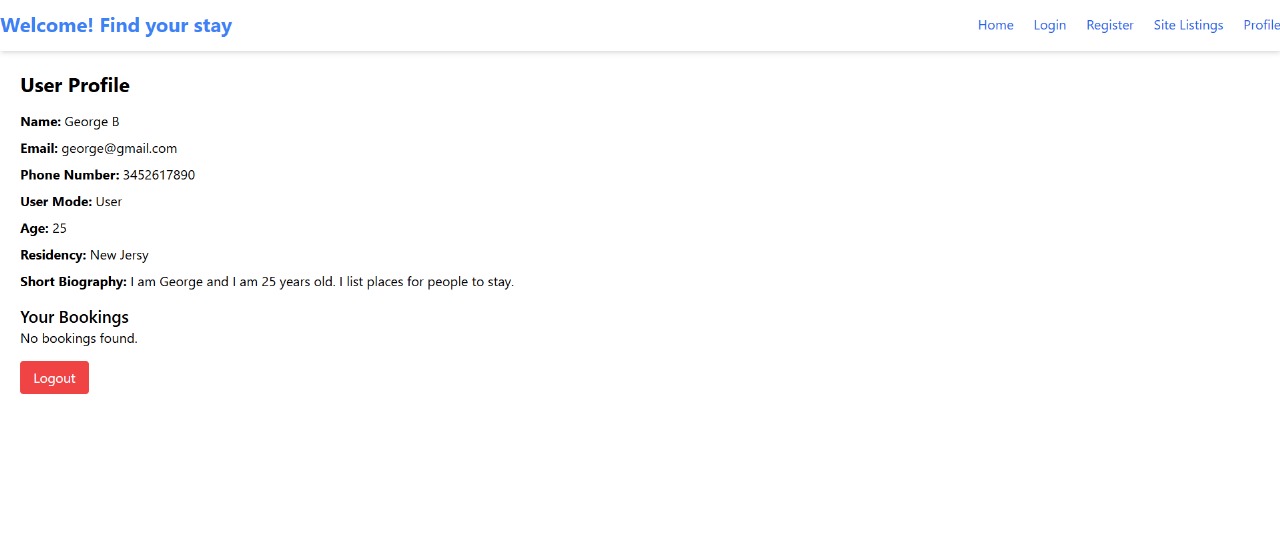 Welcome! Find your stay
Home Login Register Site Listings Profile
User Profile
Name: George B
Email: george@gmail.com
Phone Number: 3452617890
User Mode: User
Age: 25
Residency: New Jersy
Short Biography: I am George and I am 25 years old. I list places for people to stay.
Your Bookings
No bookings found.
Logout